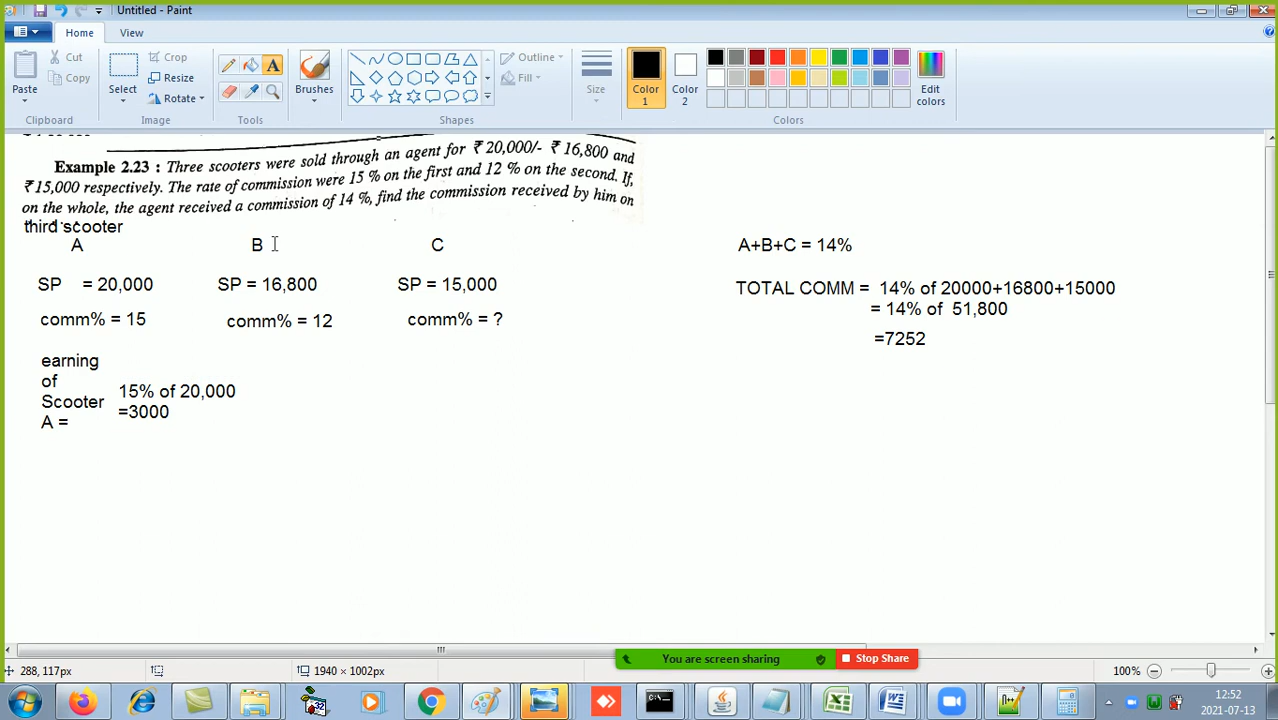 Untitled - Paint
Home View
Paste
Cut
Copy
Clipboard
Select
Crop
Resize
Rotate
Image
Tools
Brushes
Shapes
Outline
Fill
Size
Color 1
Color 2
Edit colors
Colors
Example 2.23 : Three scooters were sold through an agent for ₹ 20,000/- ₹ 16,800 and
₹ 15,000 respectively. The rate of commission were 15 % on the first and 12 % on the second. If,
on the whole, the agent received a commission of 14 %, find the commission received by him on
third scooter
A B C A+B+C = 14%
SP = 20,000 SP = 16,800 SP = 15,000 TOTAL COMM = 14% of 20000+16800+15000
= 14% of 51,800
comm% = 15 comm% = 12 comm% = ?
=7252
earning
of
Scooter
A =
15% of 20,000
=3000
You are screen sharing Stop Share
288, 117px 1940 × 1002px 100%
12:52
2021-07-13